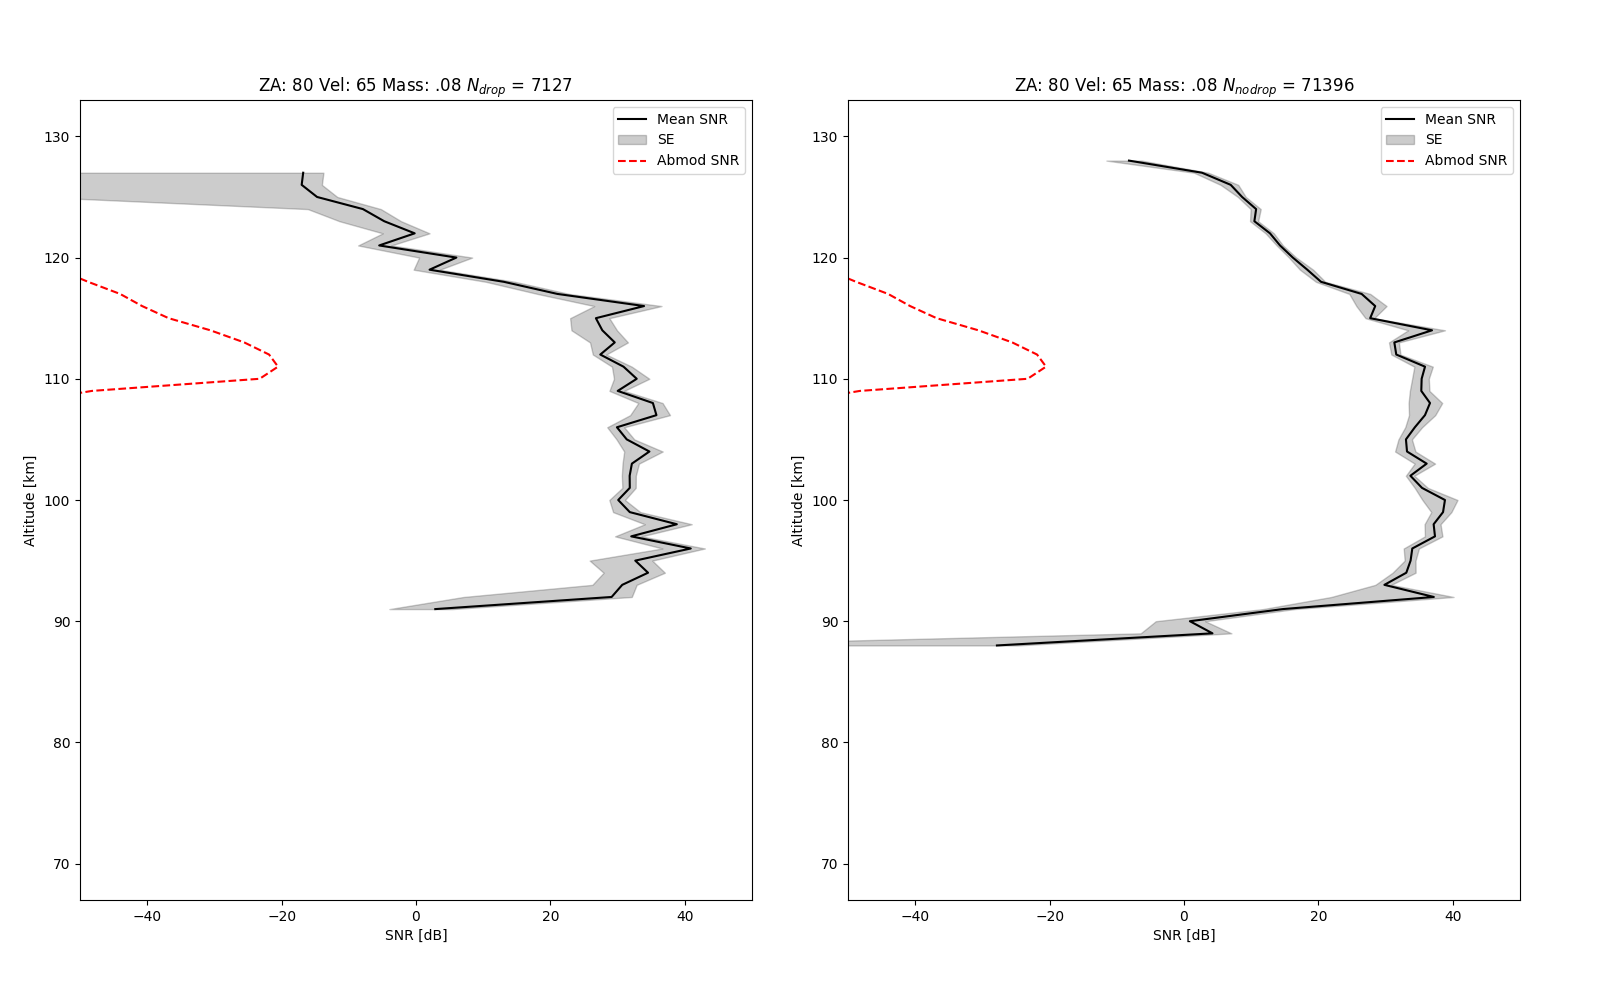 ZA: 80 Vel: 65 Mass: .08 N_drop = 7127
Mean SNR
SE
Abmod SNR
130
120
110
100
90
80
70
Altitude [km]
−40
−20
0
20
40
SNR [dB]
ZA: 80 Vel: 65 Mass: .08 N_nodrop = 71396
Mean SNR
SE
Abmod SNR
130
120
110
100
90
80
70
Altitude [km]
−40
−20
0
20
40
SNR [dB]